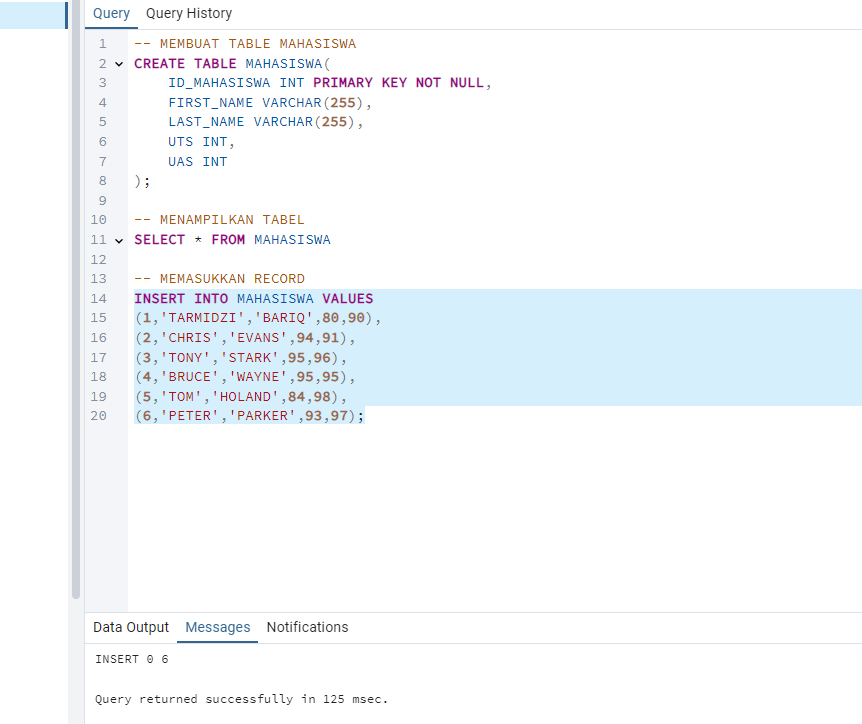 Query Query History
1 -- MEMBUAT TABLE MAHASISWA
2 CREATE TABLE MAHASISWA(
3 ID_MAHASISWA INT PRIMARY KEY NOT NULL,
4 FIRST_NAME VARCHAR(255),
5 LAST_NAME VARCHAR(255),
6 UTS INT,
7 UAS INT
8 );
9
10 -- MENAMPILKAN TABEL
11 SELECT * FROM MAHASISWA
12
13 -- MEMASUKKAN RECORD
14 INSERT INTO MAHASISWA VALUES
15 (1,'TARMIDZI','BARIQ',80,90),
16 (2,'CHRIS','EVANS',94,91),
17 (3,'TONY','STARK',95,96),
18 (4,'BRUCE','WAYNE',95,95),
19 (5,'TOM','HOLAND',84,98),
20 (6,'PETER','PARKER',93,97);
Data Output Messages Notifications
INSERT 0 6
Query returned successfully in 125 msec.